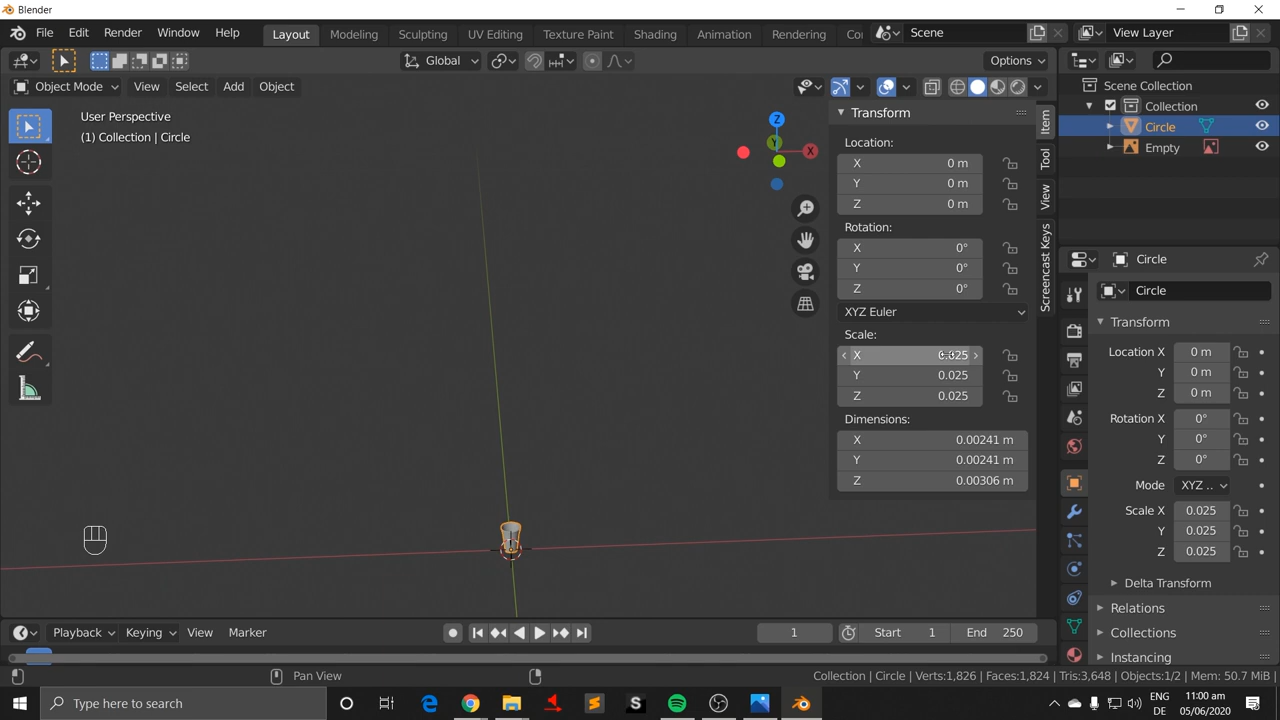 Blender
File Edit Render Window Help Layout Modeling Sculpting UV Editing Texture Paint Shading Animation Rendering Co Scene View Layer
Global Options
Object Mode View Select Add Object
User Perspective
(1) Collection | Circle
Z
Y
X
Transform
Location:
X 0 m
Y 0 m
Z 0 m
Rotation:
X 0°
Y 0°
Z 0°
XYZ Euler
Scale:
X 0.025
Y 0.025
Z 0.025
Dimensions:
X 0.00241 m
Y 0.00241 m
Z 0.00306 m
Item
Tool
View
Screencast Keys
Scene Collection
Collection
Circle
Empty
Circle
Circle
Transform
Location X 0 m
Y 0 m
Z 0 m
Rotation X 0°
Y 0°
Z 0°
Mode XYZ ..
Scale X 0.025
Y 0.025
Z 0.025
Delta Transform
Relations
Collections
Instancing
Playback Keying View Marker 1 Start 1 End 250
Pan View Collection | Circle | Verts:1,826 | Faces:1,824 | Tris:3,648 | Objects:1/2 | Mem: 50.7 MiB
Type here to search
ENG
DE
11:00 am
05/06/2020